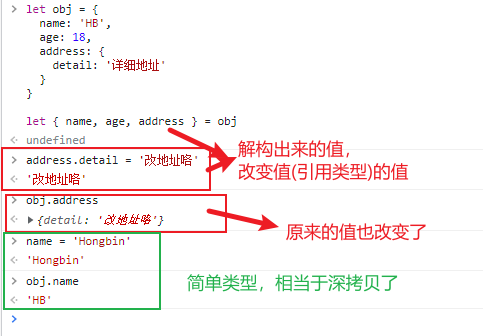 let obj = {
name: 'HB',
age: 18,
address: {
detail: '详细地址'
}
}
let { name, age, address } = obj
undefined
address.detail = '改地址咯'
'改地址咯'
解构出来的值，
改变值(引用类型)的值
obj.address
{detail: '改地址咯'}
原来的值也改变了
name = 'Hongbin'
'Hongbin'
简单类型，相当于深拷贝了
obj.name
'HB'